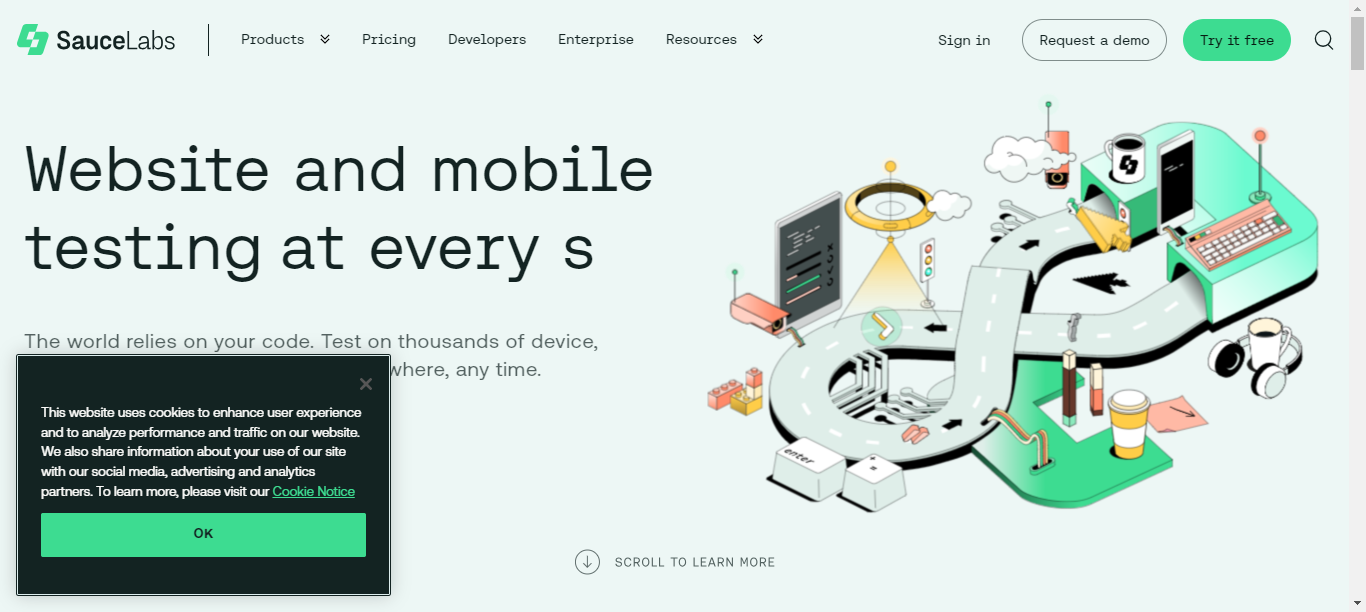 SauceLabs
Products
Pricing
Developers
Enterprise
Resources
Sign in
Request a demo
Try it free
Website and mobile
testing at every s
The world relies on your code. Test on thousands of device,
where, any time.
This website uses cookies to enhance user experience
and to analyze performance and traffic on our website.
We also share information about your use of our site
with our social media, advertising and analytics
partners. To learn more, please visit our Cookie Notice
OK
enter
+
=
SCROLL TO LEARN MORE